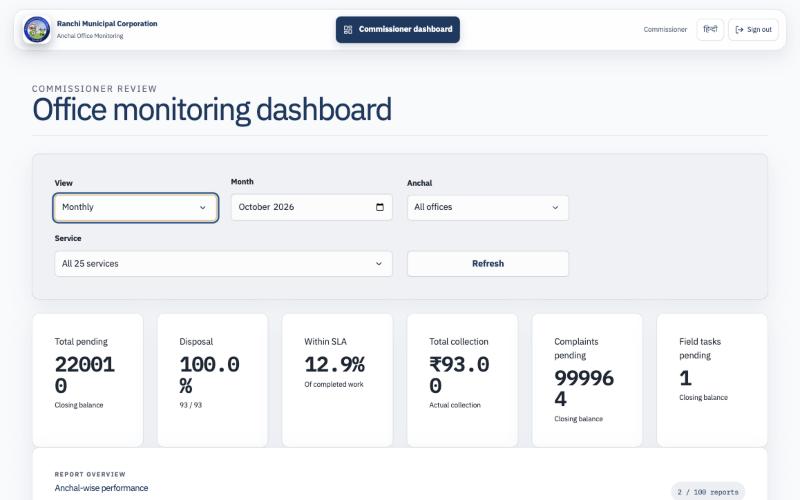 Ranchi Municipal Corporation
Anchal Office Monitoring
Commissioner dashboard
Commissioner
हिन्दी
Sign out
COMMISSIONER REVIEW
Office monitoring dashboard
View
Month
Anchal
Monthly
October 2026
All offices
Service
All 25 services
Refresh
Total pending
22001
0
Closing balance
Disposal
100.0
%
93 / 93
Within SLA
12.9%
Of completed work
Total collection
₹93.0
0
Actual collection
Complaints
pending
99996
4
Closing balance
Field tasks
pending
1
Closing balance
REPORT OVERVIEW
Anchal-wise performance
2 / 100 reports